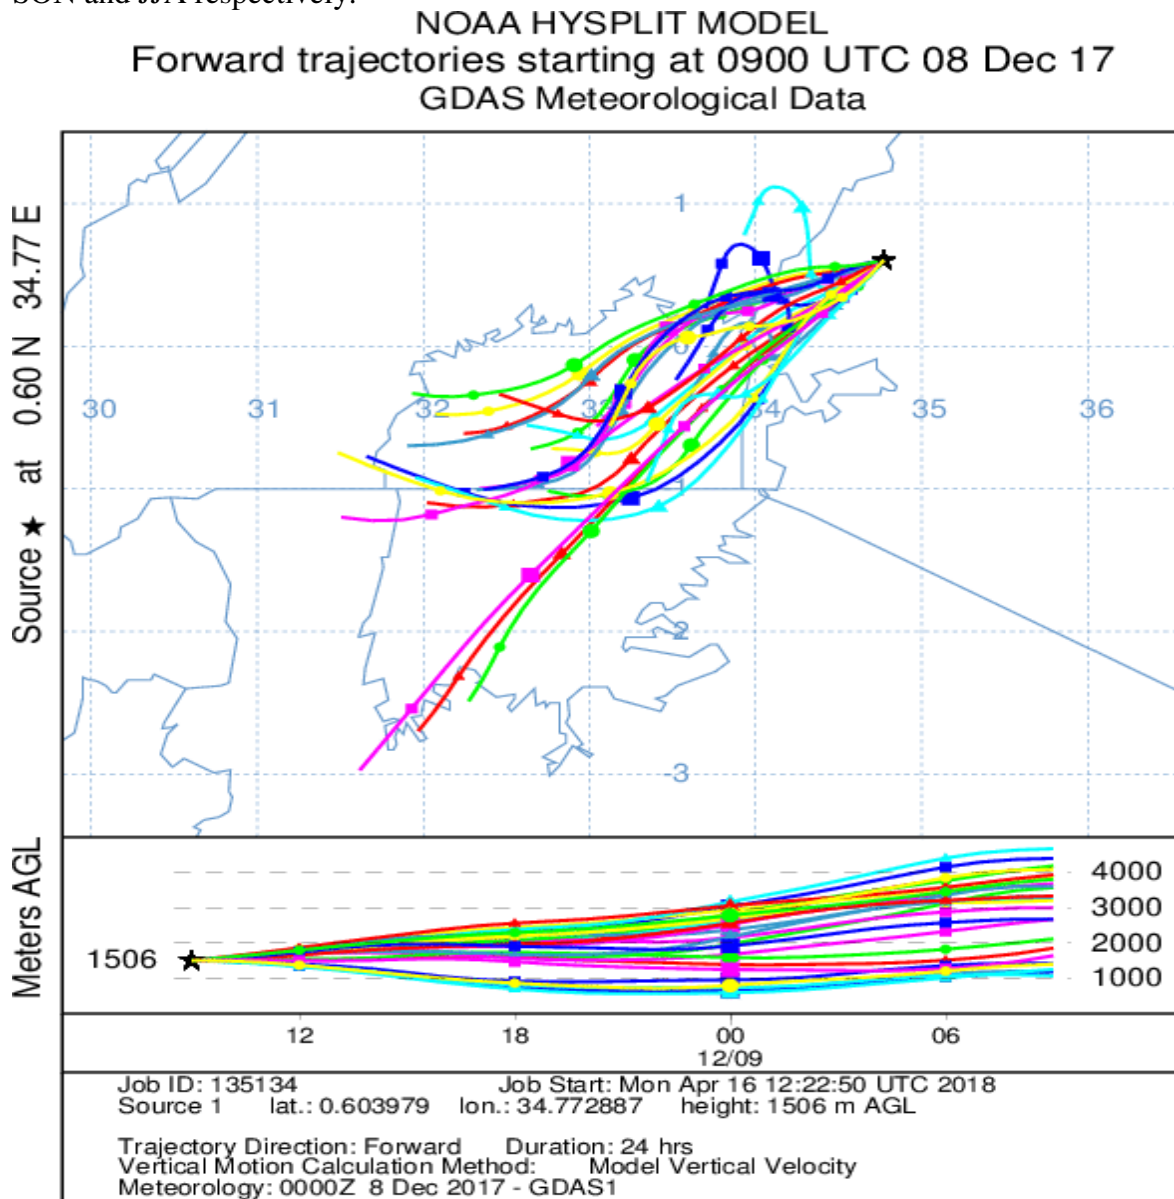 SON and JJA respectively.
NOAA HYSPLIT MODEL
Forward trajectories starting at 0900 UTC 08 Dec 17
GDAS Meteorological Data
Source ★ at 0.60 N 34.77 E
1
30 31 32 33 34 35 36
-2
-3
Meters AGL
1506
4000
3000
2000
1000
12 18 00 06
12/09
Job ID: 135134 Job Start: Mon Apr 16 12:22:50 UTC 2018
Source 1 lat.: 0.603979 lon.: 34.772887 height: 1506 m AGL
Trajectory Direction: Forward Duration: 24 hrs
Vertical Motion Calculation Method: Model Vertical Velocity
Meteorology: 0000Z 8 Dec 2017 - GDAS1